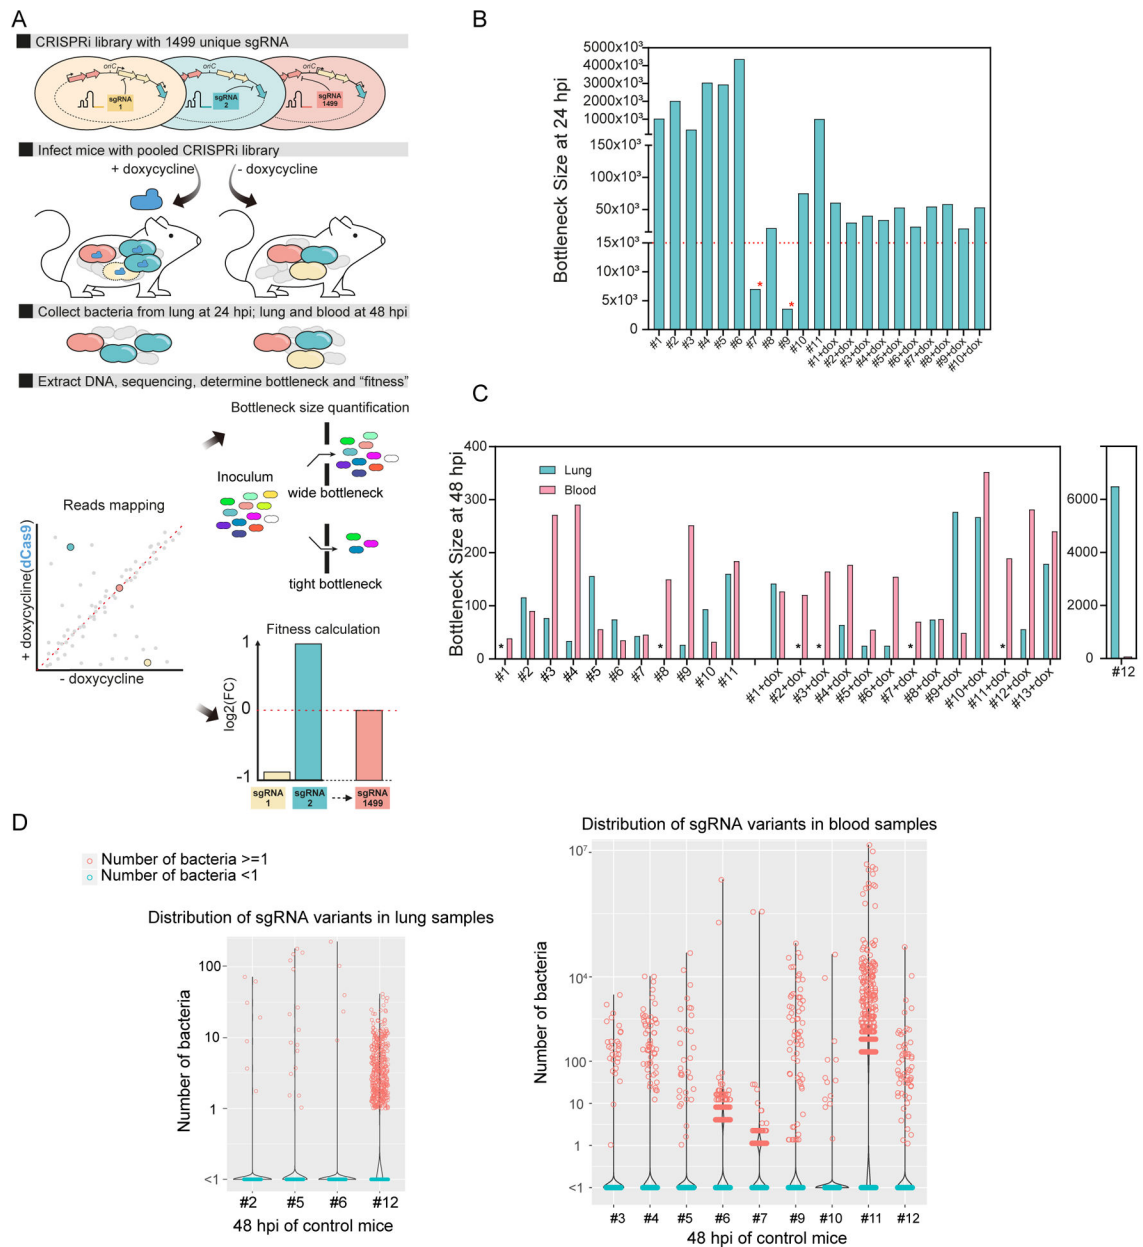 A
CRISPRi library with 1499 unique sgRNA
oriC
oriC
oriC
sgRNA
1
sgRNA
2
sgRNA
1499
Infect mice with pooled CRISPRi library
+ doxycycline
- doxycycline
Collect bacteria from lung at 24 hpi; lung and blood at 48 hpi
Extract DNA, sequencing, determine bottleneck and “fitness”
Bottleneck size quantification
Inoculum
wide bottleneck
tight bottleneck
Reads mapping
+ doxycycline(dCas9)
- doxycycline
Fitness calculation
log2(FC)
1
0
-1
sgRNA
1
sgRNA
2
sgRNA
1499
B
Bottleneck Size at 24 hpi
5000x10³
4000x10³
3000x10³
2000x10³
1000x10³
150x10³
50x10³
15x10³
10x10³
5x10³
0
* *
#1 #2 #3 #4 #5 #6 #7 #8 #9 #10 #11 #1+dox #2+dox #3+dox #4+dox #5+dox #6+dox #7+dox #8+dox #9+dox #10+dox
C
Bottleneck Size at 48 hpi
400
300
200
100
0
Lung
Blood
* * * * * *
#1 #2 #3 #4 #5 #6 #7 #8 #9 #10 #11 #1+dox #2+dox #3+dox #4+dox #5+dox #6+dox #7+dox #8+dox #9+dox #10+dox #11+dox #12+dox #13+dox
6000
4000
2000
0
#12
D
Number of bacteria >=1
Number of bacteria <1
Distribution of sgRNA variants in lung samples
Number of bacteria
100
10
1
<1
#2 #5 #6 #12
48 hpi of control mice
Distribution of sgRNA variants in blood samples
Number of bacteria
10⁷
10⁴
100
10
1
<1
#3 #4 #5 #6 #7 #9 #10 #11 #12
48 hpi of control mice